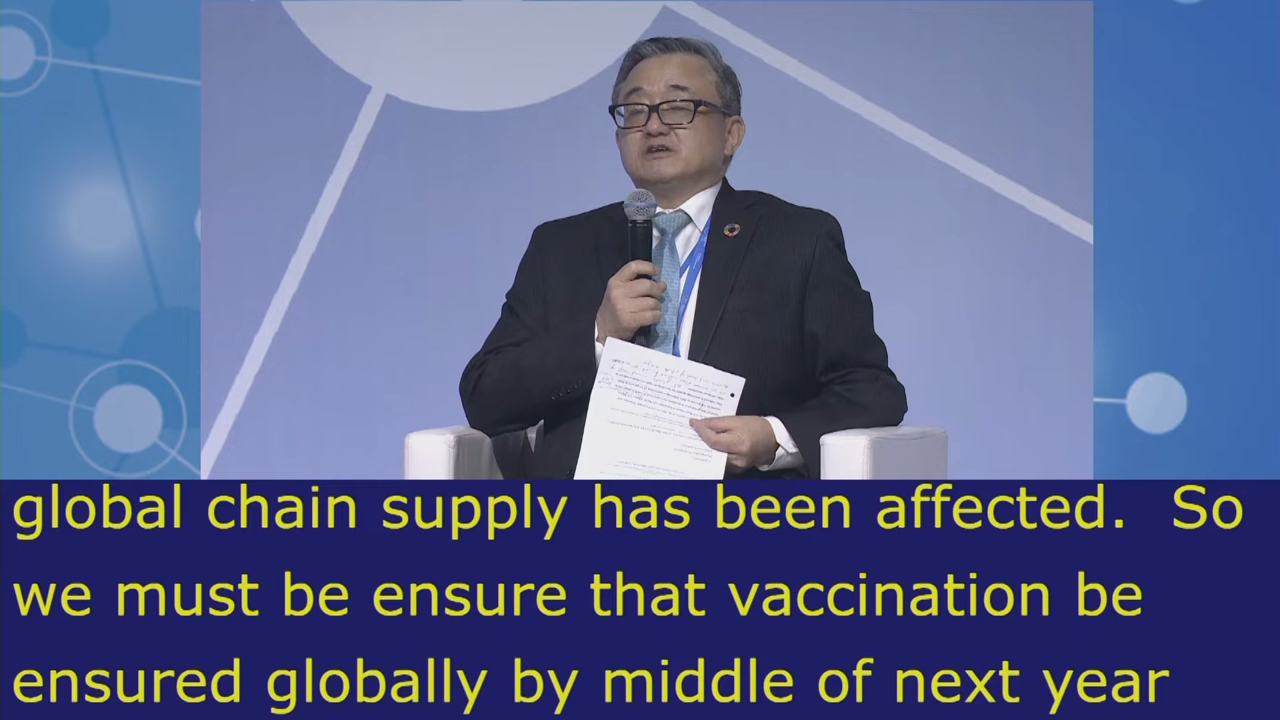 global chain supply has been affected.  So
we must be ensure that vaccination be
ensured globally by middle of next year